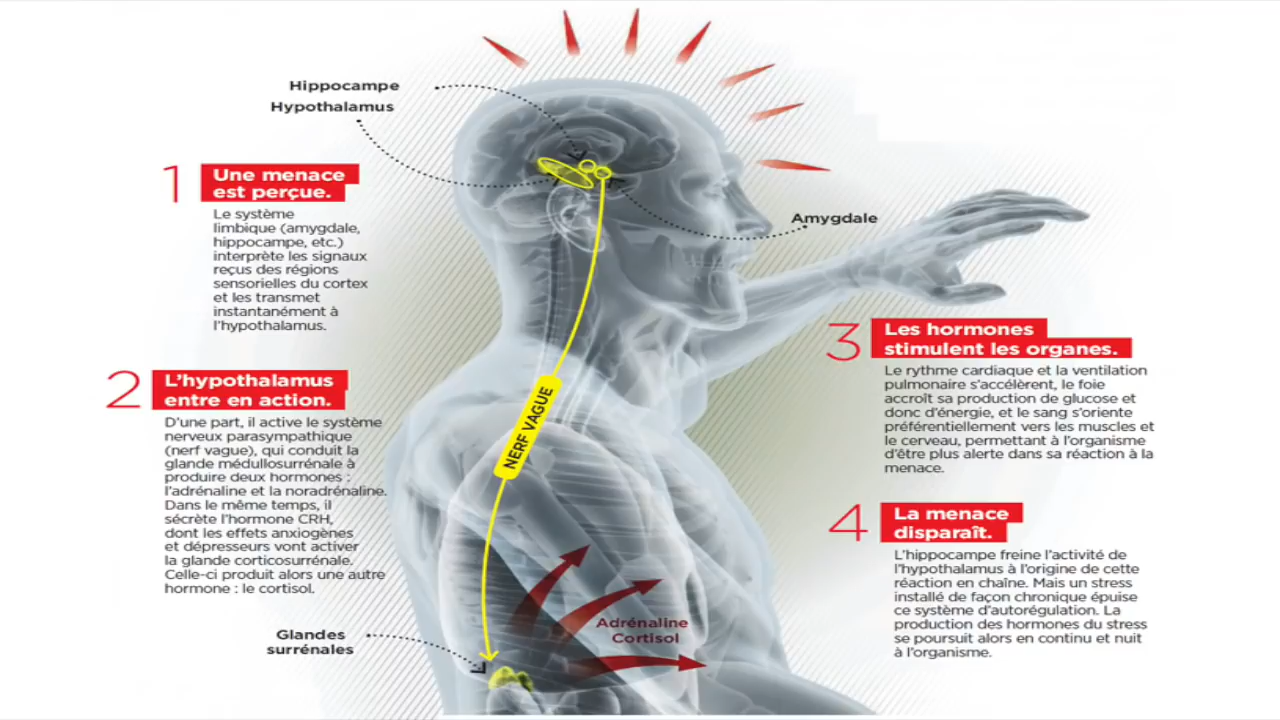 Hippocampe
Hypothalamus
1
Une menace
est perçue.
Le système
limbique (amygdale,
hippocampe, etc.)
interprète les signaux
reçus des régions
sensorielles du cortex
et les transmet
instantanément à
l'hypothalamus.
Amygdale
2
L'hypothalamus
entre en action.
D'une part, il active le système
nerveux parasympathique
(nerf vague), qui conduit la
glande médullosurrénale à
produire deux hormones :
l'adrénaline et la noradrénaline.
Dans le même temps, il
sécrète l'hormone CRH,
dont les effets anxiogènes
et dépresseurs vont activer
la glande corticosurrénale.
Celle-ci produit alors une autre
hormone : le cortisol.
NERF VAGUE
Glandes
surrénales
Adrénaline
Cortisol
3
Les hormones
stimulent les organes.
Le rythme cardiaque et la ventilation
pulmonaire s'accélèrent, le foie
accroît sa production de glucose et
donc d'énergie, et le sang s'oriente
préférentiellement vers les muscles et
le cerveau, permettant à l'organisme
d'être plus alerte dans sa réaction à la
menace.
4
La menace
disparaît.
L'hippocampe freine l'activité de
l'hypothalamus à l'origine de cette
réaction en chaîne. Mais un stress
installé de façon chronique épuise
ce système d'autorégulation. La
production des hormones du stress
se poursuit alors en continu et nuit
à l'organisme.